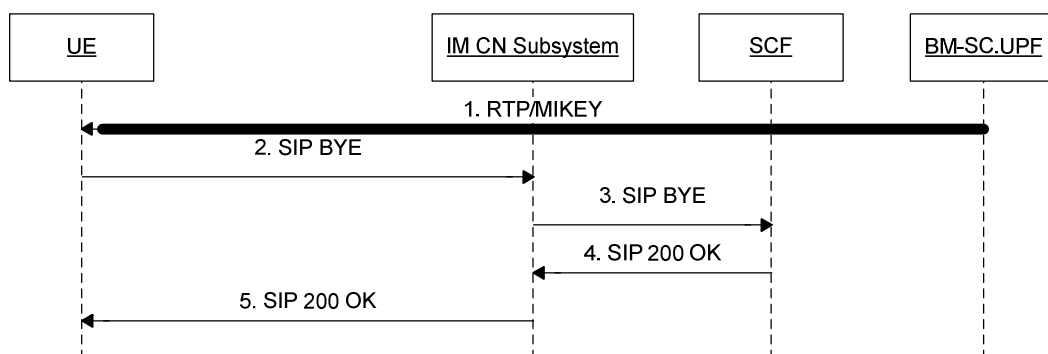 UE
IM CN Subsystem
SCF
BM-SC.UPF
1. RTP/MIKEY
2. SIP BYE
3. SIP BYE
4. SIP 200 OK
5. SIP 200 OK